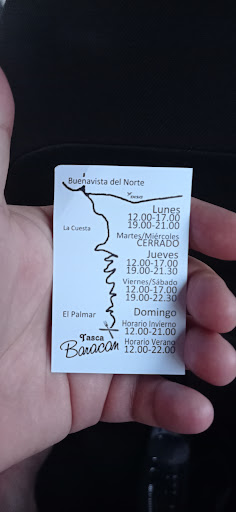 Buenavista del Norte
Lunes
12.00-17.00
19.00-21.00
La Cuesta
Martes/Miércoles
CERRADO
Jueves
12.00-17.00
19.00-21.30
Viernes/Sábado
12.00-17.00
19.00-22.30
El Palmar
Domingo
Horario Invierno
12.00-21.00
Horario Verano
12.00-22.00
Tasca
Baracán